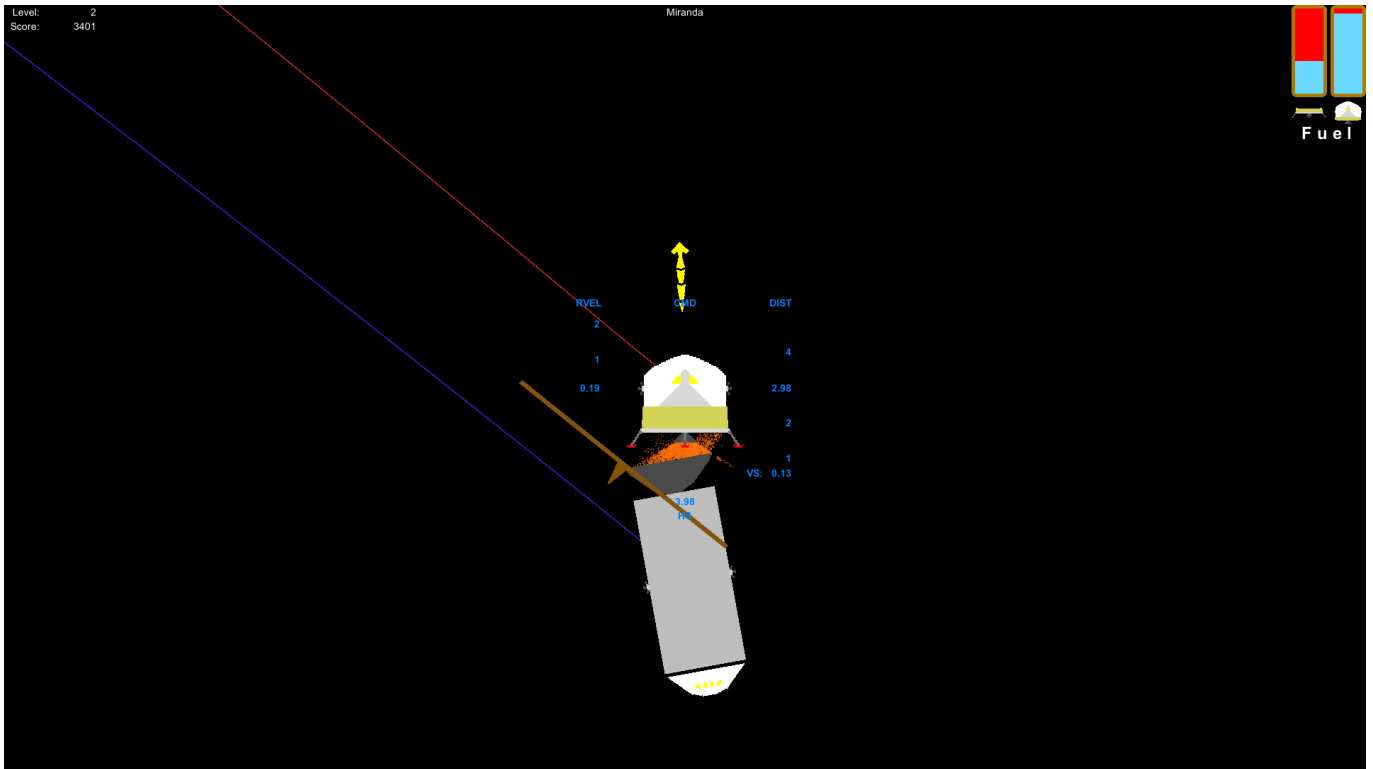 Level: 2
Miranda
Score: 3401
Fuel
RVEL CMD DIST
2
4
1
0.19 2.98
2
1
VS: 0.13
3.98